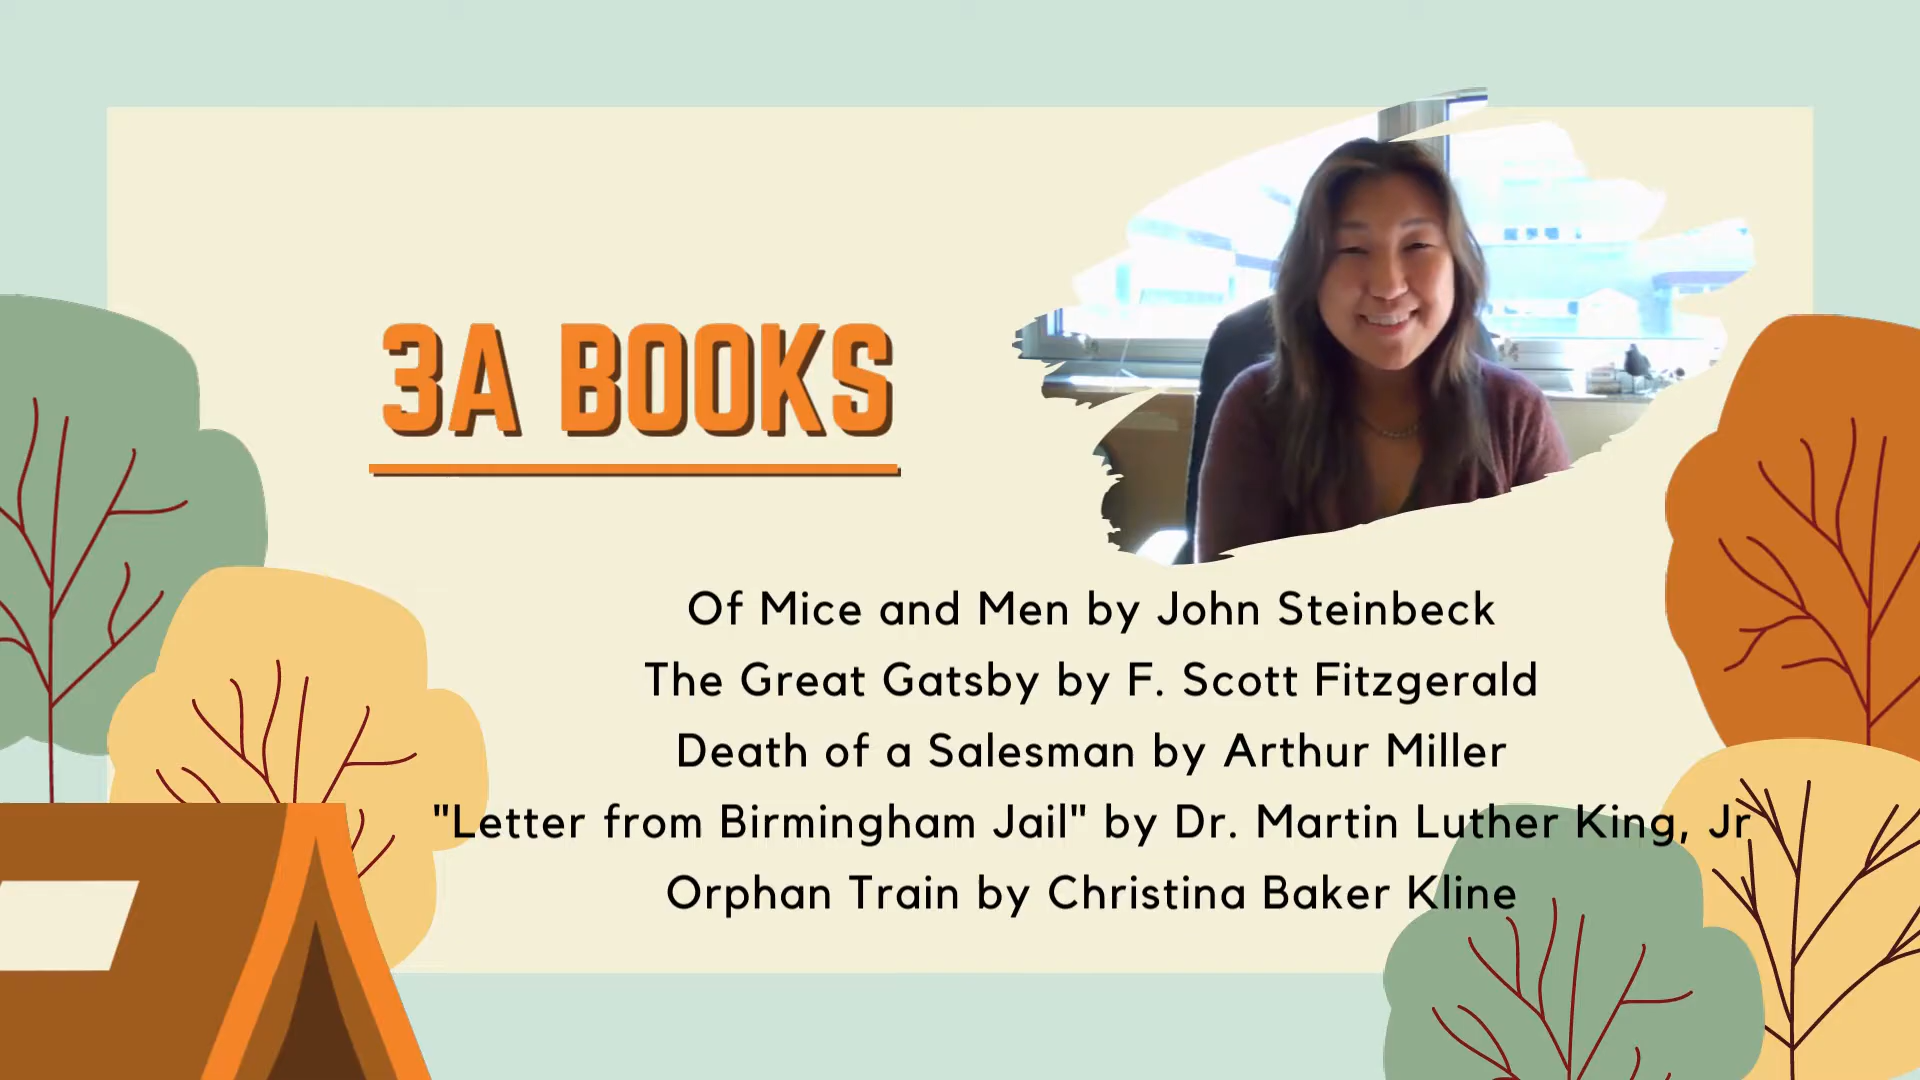 3A BOOKS
Of Mice and Men by John Steinbeck
The Great Gatsby by F. Scott Fitzgerald
Death of a Salesman by Arthur Miller
"Letter from Birmingham Jail" by Dr. Martin Luther King, Jr
Orphan Train by Christina Baker Kline